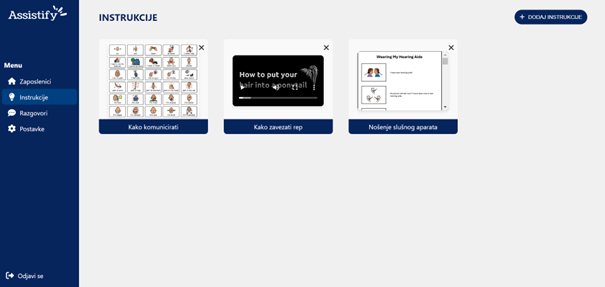 Assistify
Menu
Zaposlenici
Instrukcije
Razgovori
Postavke
Odjavi se
INSTRUKCIJE
+ DODAJ INSTRUKCIJE
Kako komunicirati
How to put your
hair into a ponytail
Kako zavezati rep
Wearing My Hearing Aids
Nošenje slušnog aparata